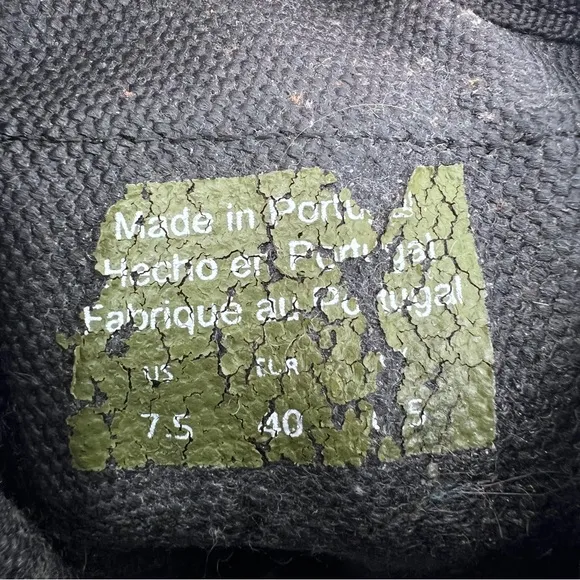 Made in Portugal
Hecho en Portugal
Fabrique au Portugal
US EUR
7.5 40